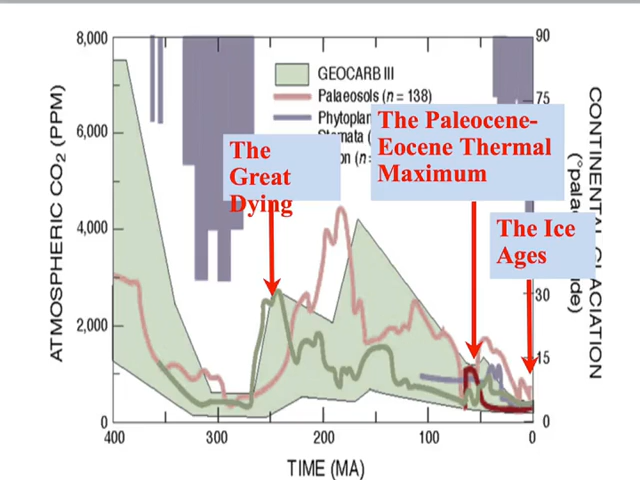 8,000
6,000
4,000
2,000
0
ATMOSPHERIC CO2 (PPM)
GEOCARB III
Palaeosols (n = 138)
The Great Dying
The Paleocene-
Eocene Thermal
Maximum
The Ice
Ages
90
75
30
15
0
CONTINENTAL GLACIATION
400
300
200
100
0
TIME (MA)